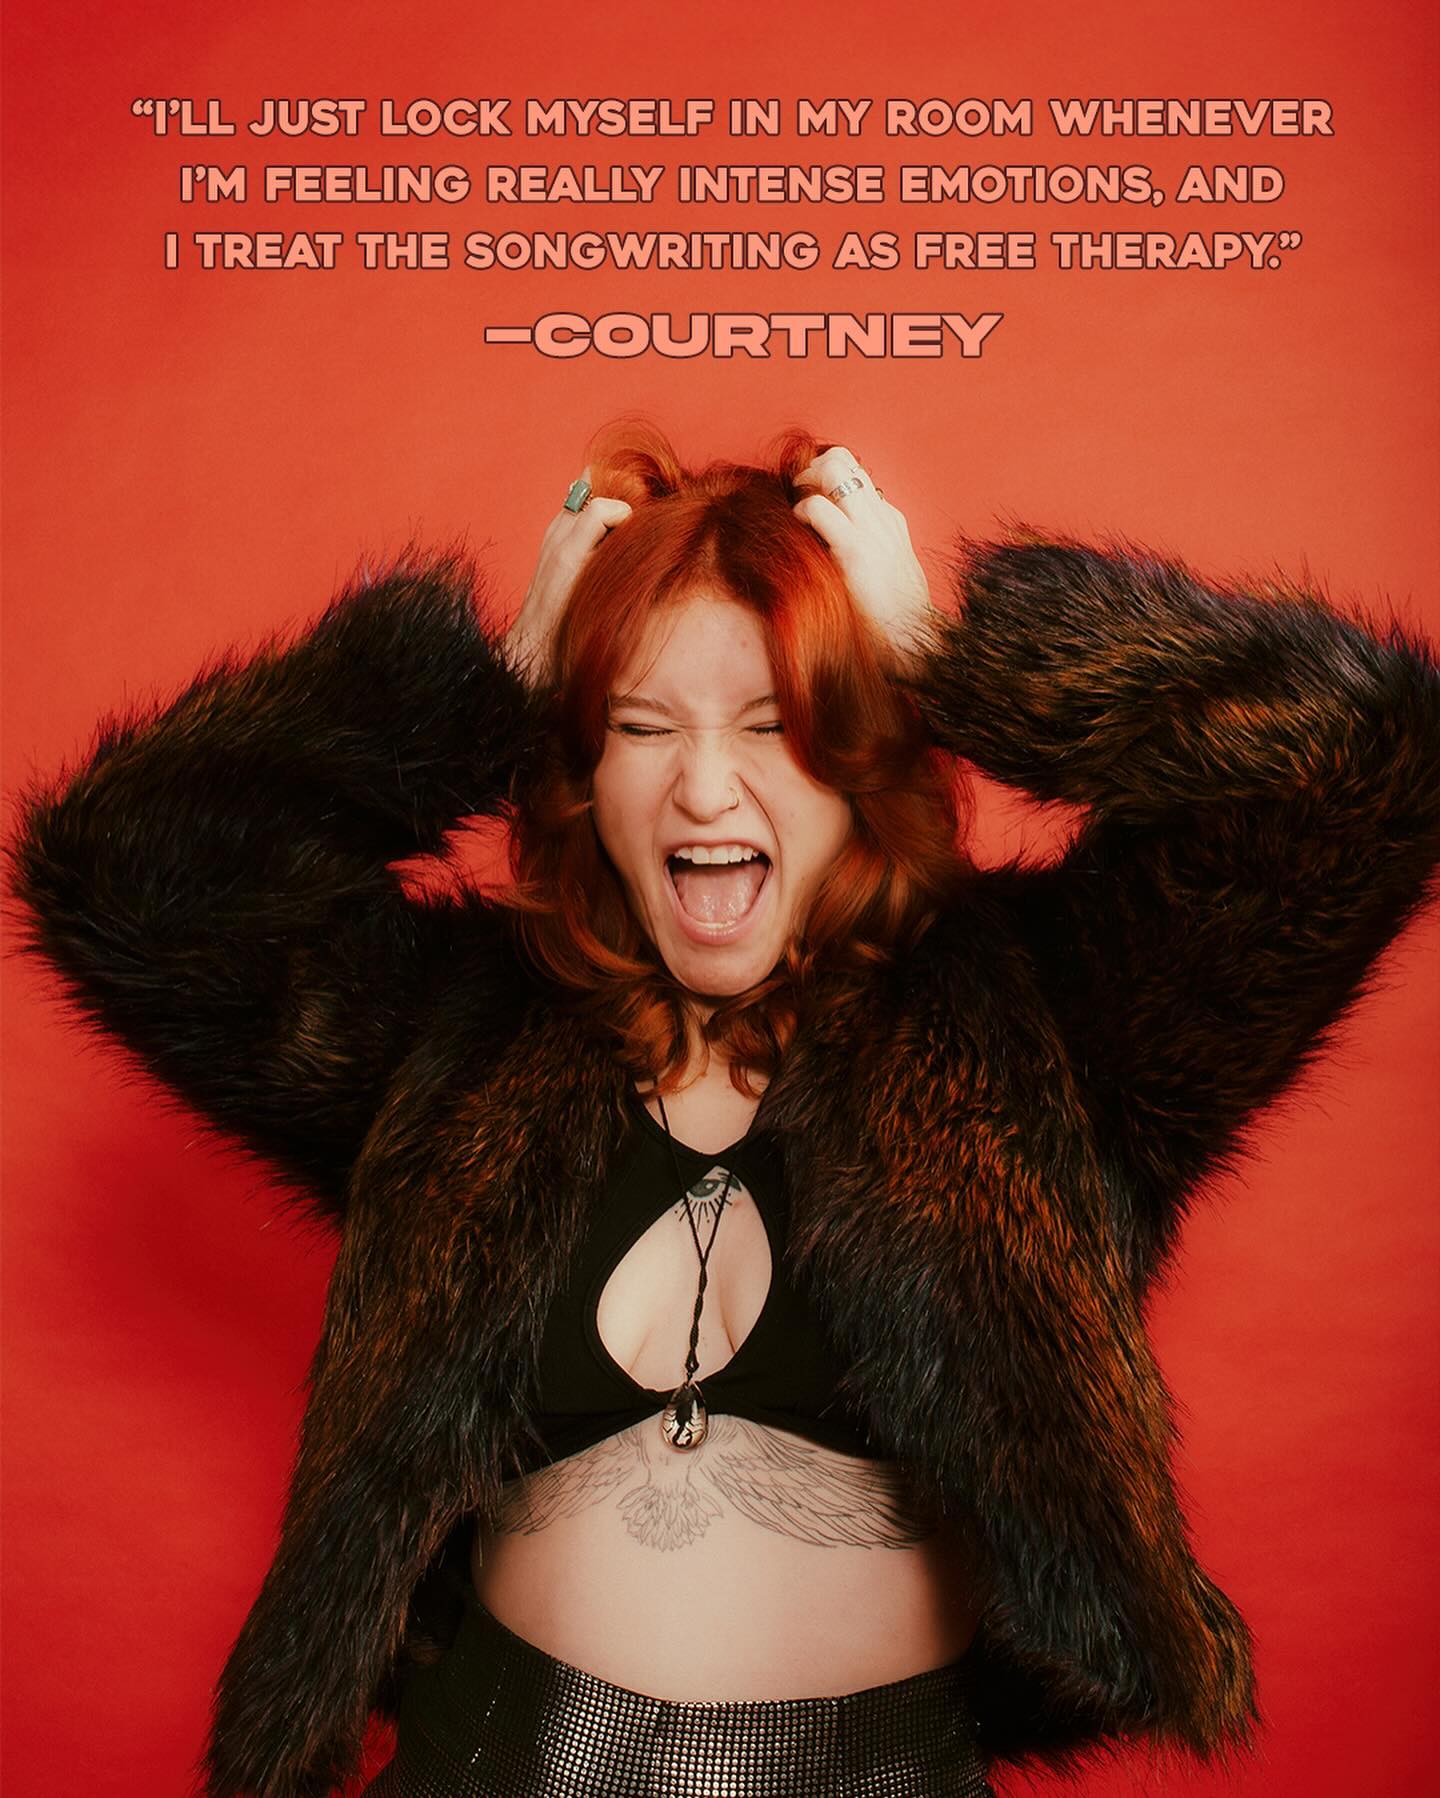 “I’LL JUST LOCK MYSELF IN MY ROOM WHENEVER
I’M FEELING REALLY INTENSE EMOTIONS, AND
I TREAT THE SONGWRITING AS FREE THERAPY.”
—COURTNEY